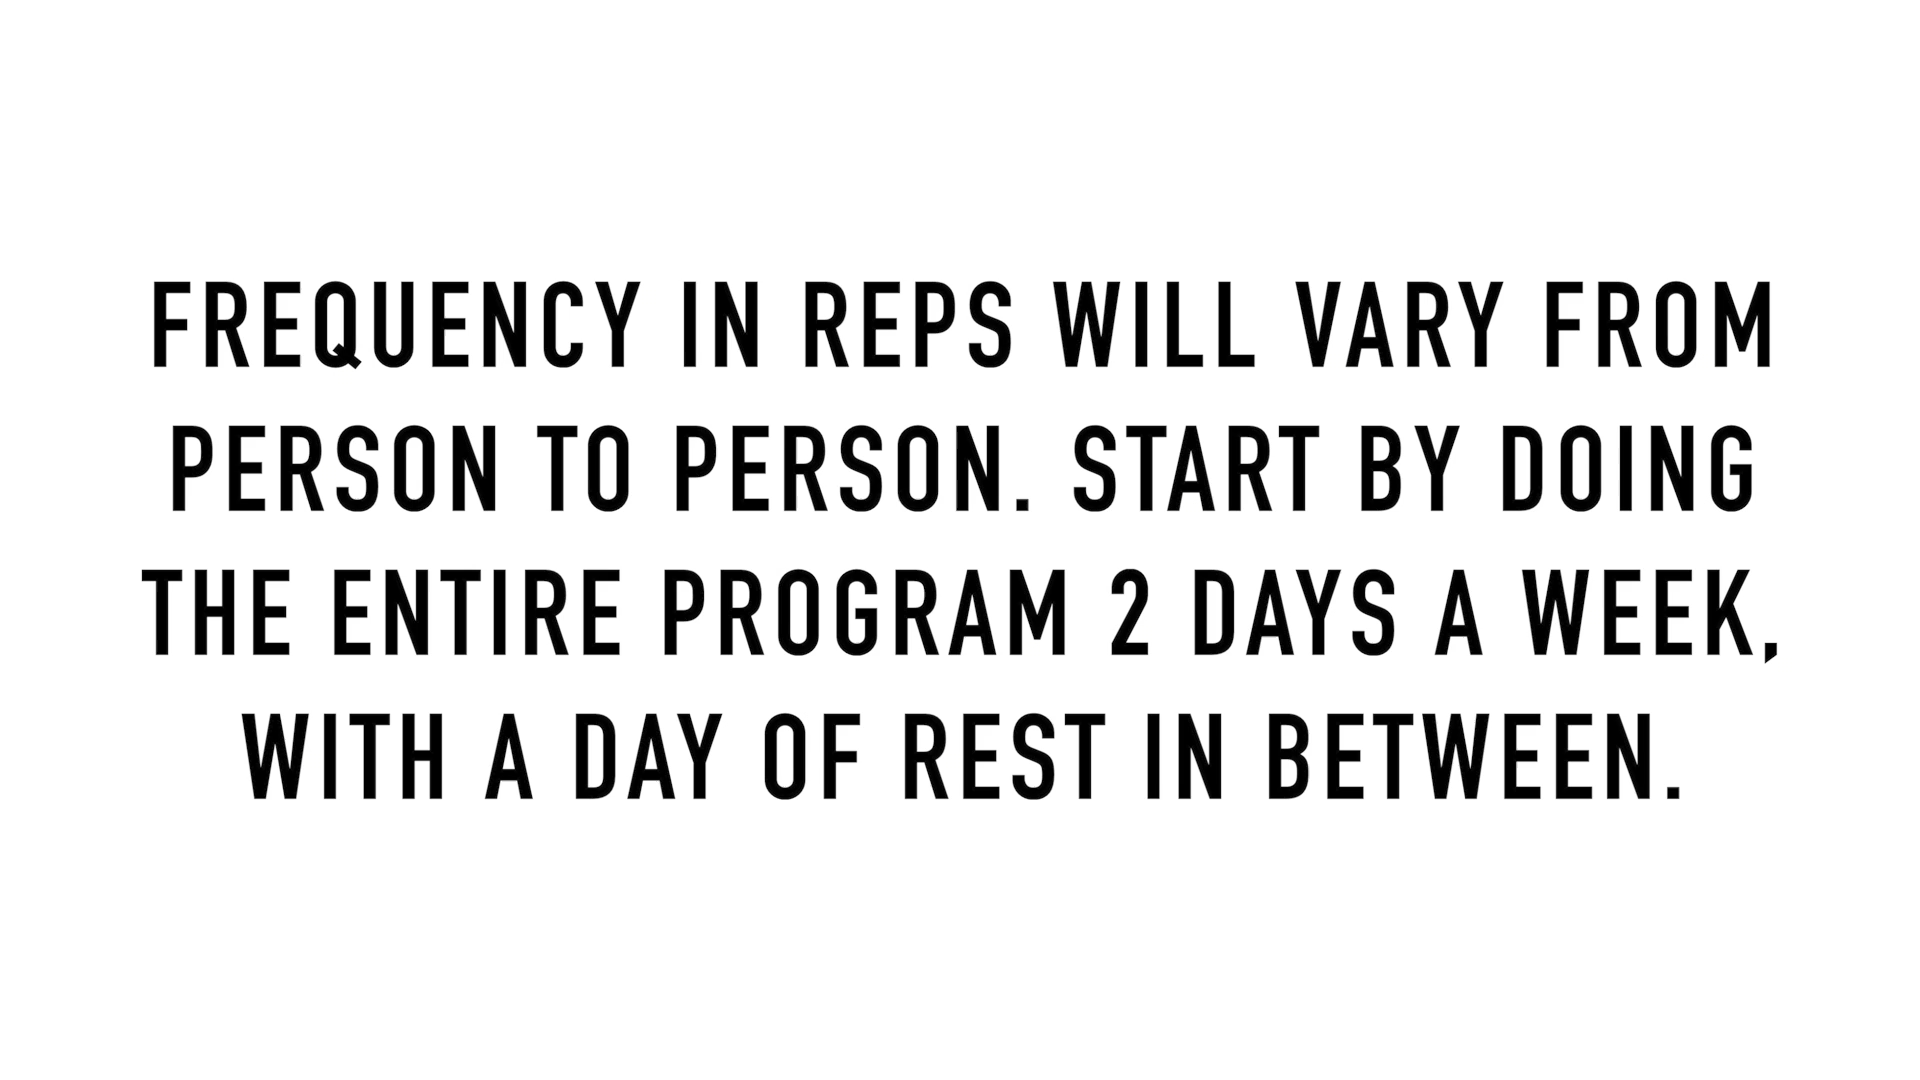 FREQUENCY IN REPS WILL VARY FROM
PERSON TO PERSON. START BY DOING
THE ENTIRE PROGRAM 2 DAYS A WEEK,
WITH A DAY OF REST IN BETWEEN.